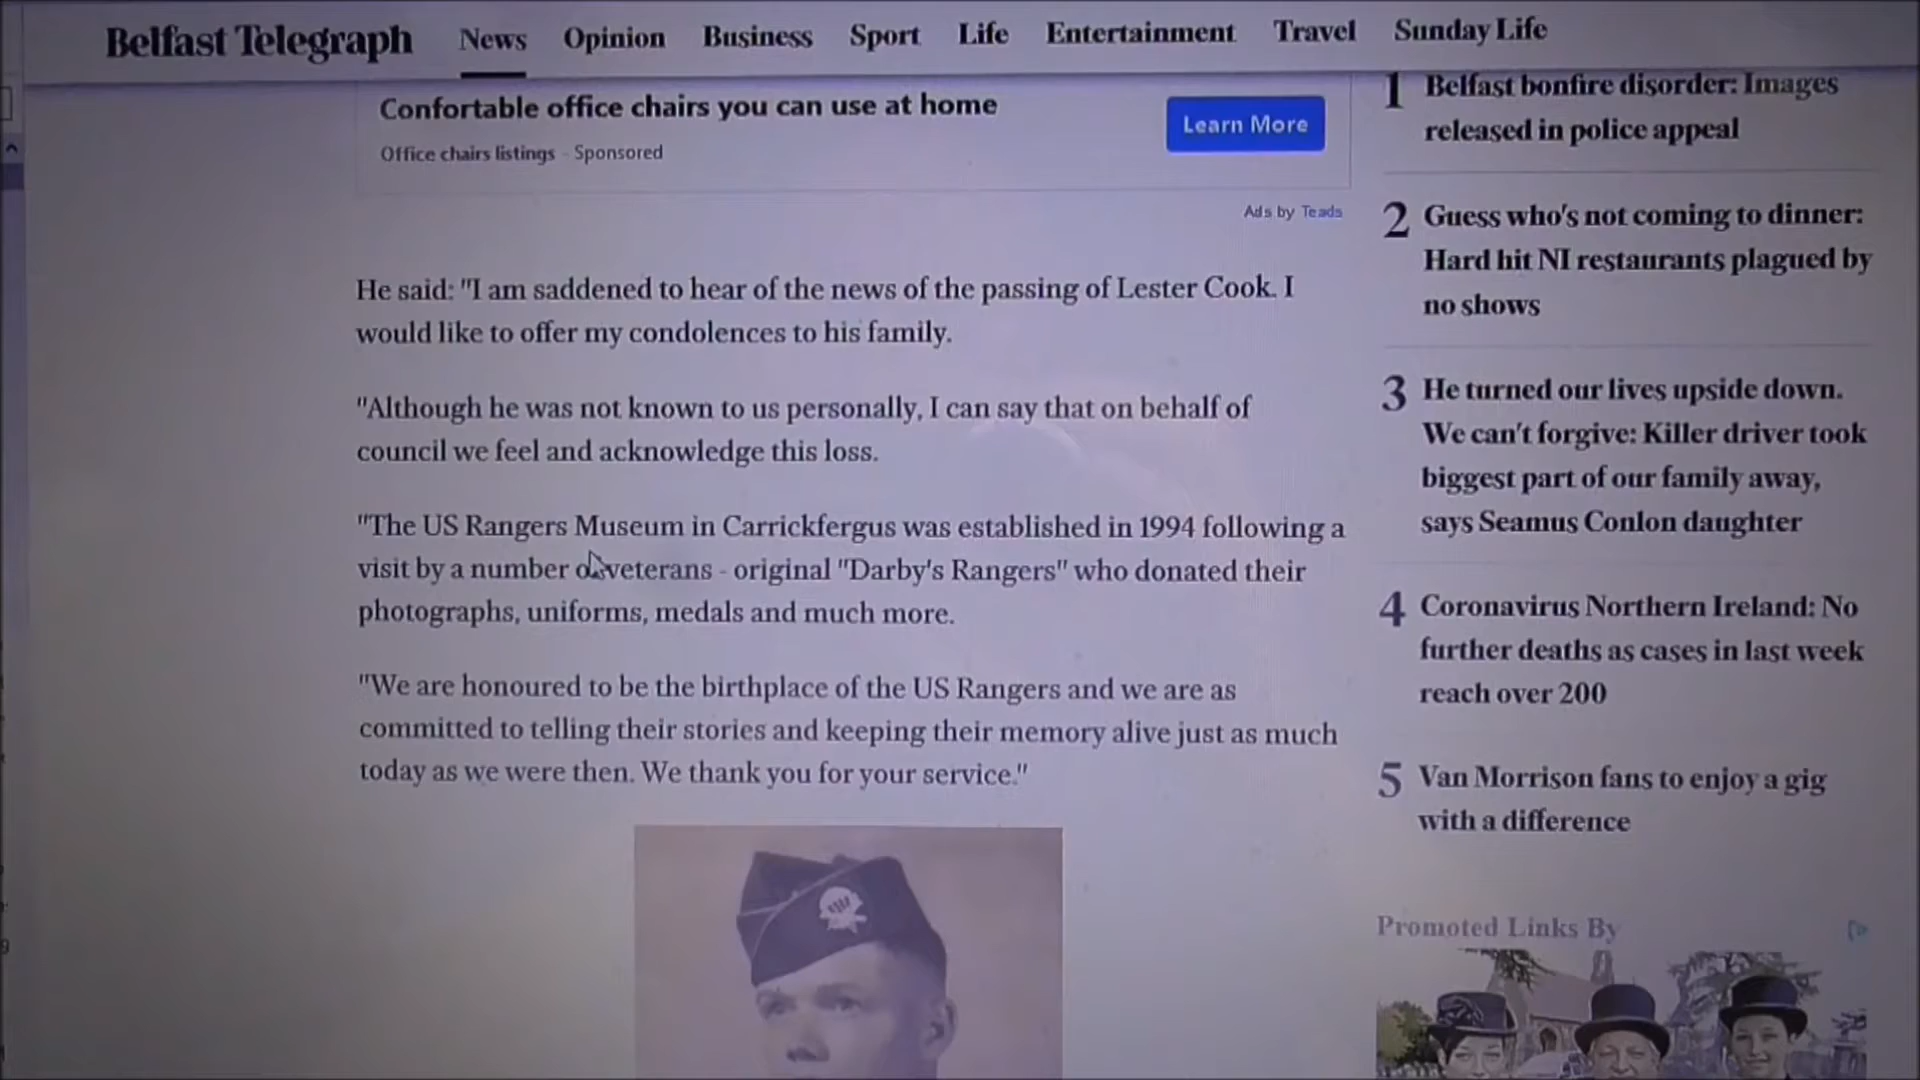 Belfast Telegraph News Opinion Business Sport Life Entertainment Travel Sunday Life
Confortable office chairs you can use at home
Learn More
Office chairs listings - Sponsored
Ads by Teads
He said: "I am saddened to hear of the news of the passing of Lester Cook. I
would like to offer my condolences to his family.
"Although he was not known to us personally, I can say that on behalf of
council we feel and acknowledge this loss.
"The US Rangers Museum in Carrickfergus was established in 1994 following a
visit by a number of veterans - original "Darby's Rangers" who donated their
photographs, uniforms, medals and much more.
"We are honoured to be the birthplace of the US Rangers and we are as
committed to telling their stories and keeping their memory alive just as much
today as we were then. We thank you for your service."
1 Belfast bonfire disorder: Images
released in police appeal
2 Guess who's not coming to dinner:
Hard hit NI restaurants plagued by
no shows
3 He turned our lives upside down.
We can't forgive: Killer driver took
biggest part of our family away,
says Seamus Conlon daughter
4 Coronavirus Northern Ireland: No
further deaths as cases in last week
reach over 200
5 Van Morrison fans to enjoy a gig
with a difference
Promoted Links By